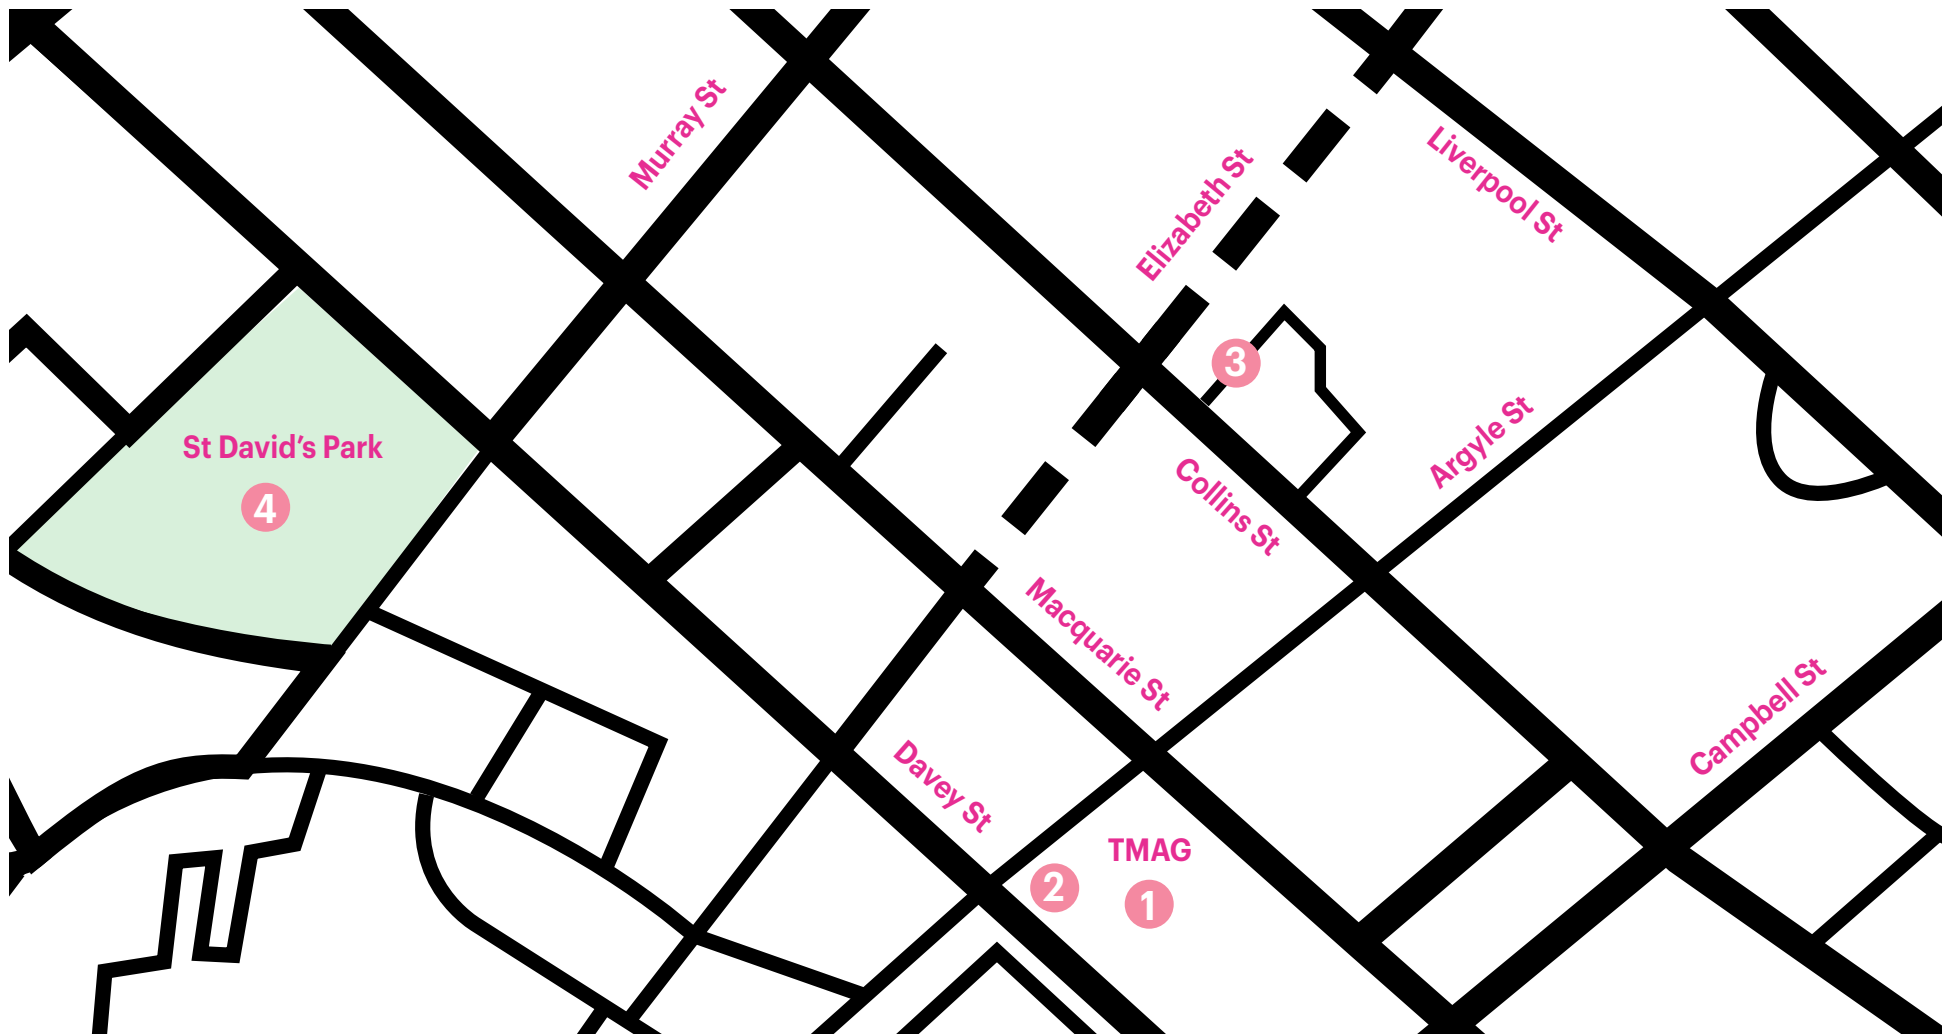 Murray St
Elizabeth St
Liverpool St
3
Argyle St
St David's Park
4
Collins St
Macquarie St
Campbell St
Davey St
TMAG
2
1